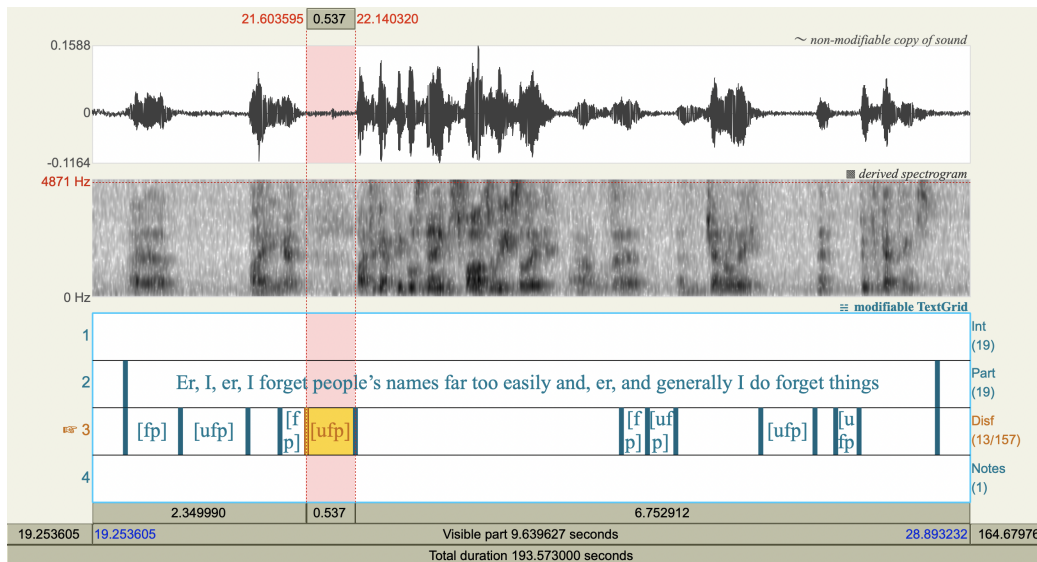 21.603595 0.537 22.140320
0.1588 ～ non-modifiable copy of sound
0
-0.1164
4871 Hz ▩ derived spectrogram
0 Hz
☵ modifiable TextGrid
1 Int
(19)
2 Er, I, er, I forget people’s names far too easily and, er, and generally I do forget things Part
(19)
☞ 3 [fp] [ufp] [f
p] [ufp] [f
p] [uf
p] [ufp] [u
fp] Disf
(13/157)
4 Notes
(1)
2.349990 0.537 6.752912
19.253605 19.253605 Visible part 9.639627 seconds 28.893232 164.67976
Total duration 193.573000 seconds